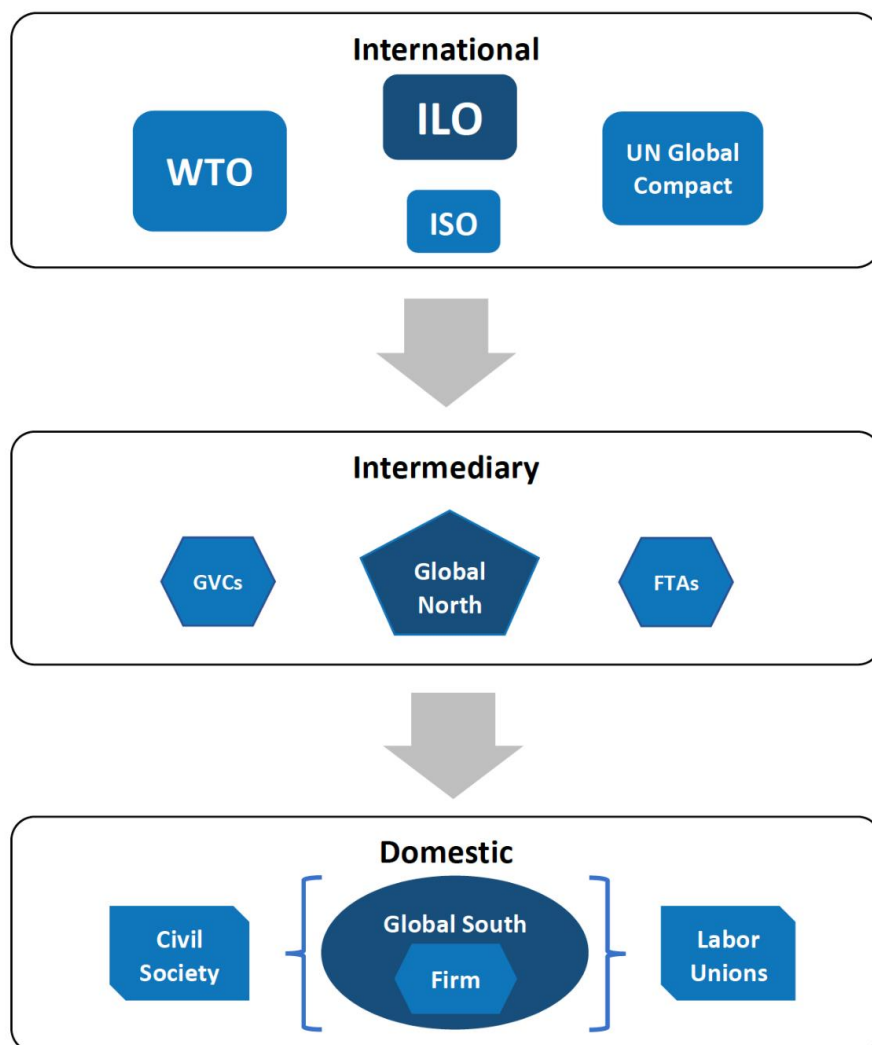 International
WTO
ILO
ISO
UN Global
Compact
Intermediary
GVCs
Global
North
FTAs
Domestic
Civil
Society
Global South
Firm
Labor
Unions